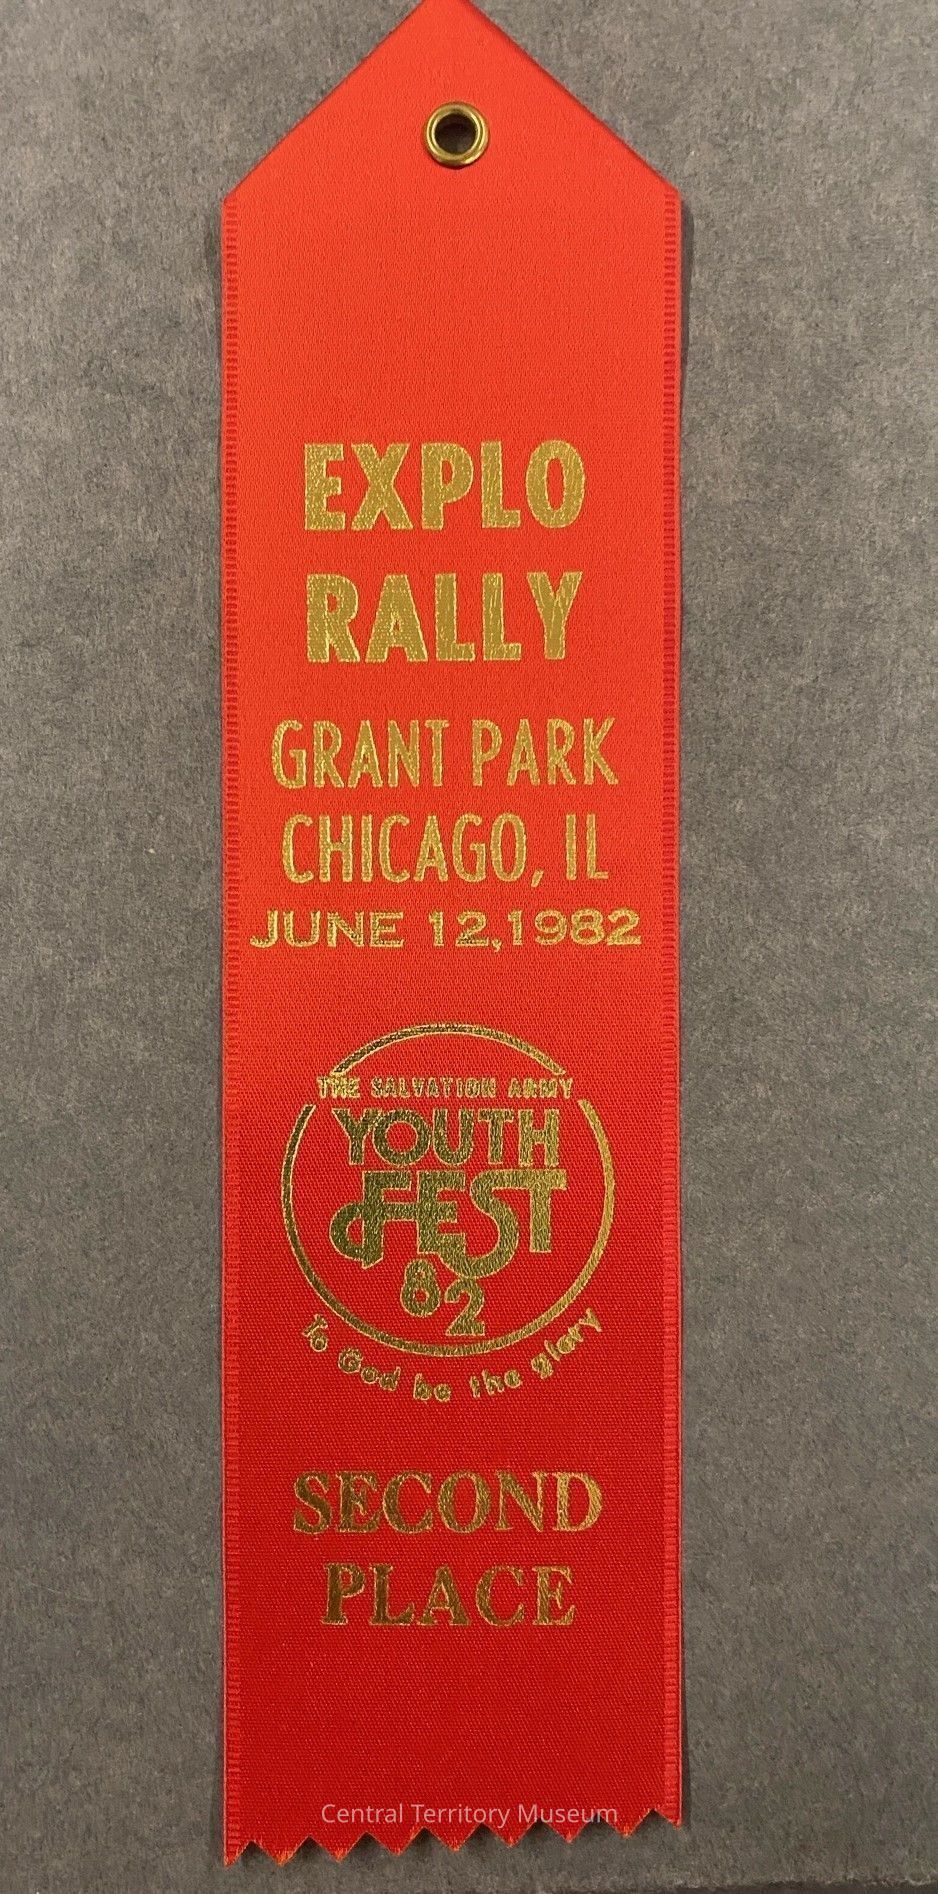 EXPLO
RALLY
GRANT PARK
CHICAGO, IL
JUNE 12,1982
THE SALVATION ARMY
YOUTH
FEST
82
To God be the glory
SECOND
PLACE
Central Territory Museum